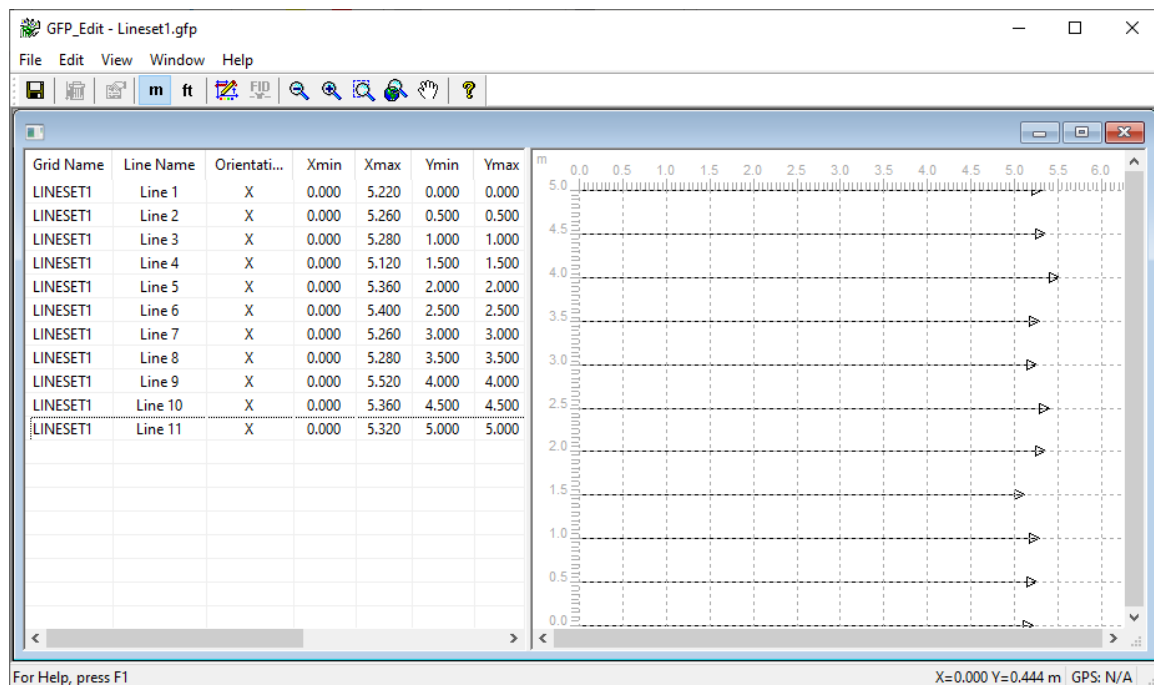 GFP_Edit - Lineset1.gfp
File Edit View Window Help
m ft FID
Grid Name Line Name Orientati... Xmin Xmax Ymin Ymax
LINESET1 Line 1 X 0.000 5.220 0.000 0.000
LINESET1 Line 2 X 0.000 5.260 0.500 0.500
LINESET1 Line 3 X 0.000 5.280 1.000 1.000
LINESET1 Line 4 X 0.000 5.120 1.500 1.500
LINESET1 Line 5 X 0.000 5.360 2.000 2.000
LINESET1 Line 6 X 0.000 5.400 2.500 2.500
LINESET1 Line 7 X 0.000 5.260 3.000 3.000
LINESET1 Line 8 X 0.000 5.280 3.500 3.500
LINESET1 Line 9 X 0.000 5.520 4.000 4.000
LINESET1 Line 10 X 0.000 5.360 4.500 4.500
LINESET1 Line 11 X 0.000 5.320 5.000 5.000
m 0.0 0.5 1.0 1.5 2.0 2.5 3.0 3.5 4.0 4.5 5.0 5.5 6.0
5.0
4.5
4.0
3.5
3.0
2.5
2.0
1.5
1.0
0.5
0.0
For Help, press F1
X=0.000 Y=0.444 m GPS: N/A